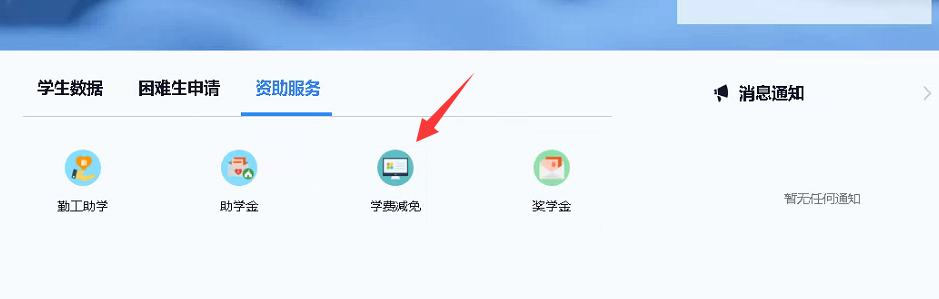 学生数据 困难生申请 资助服务
消息通知
勤工助学 助学金 学费减免 奖学金
暂无任何通知